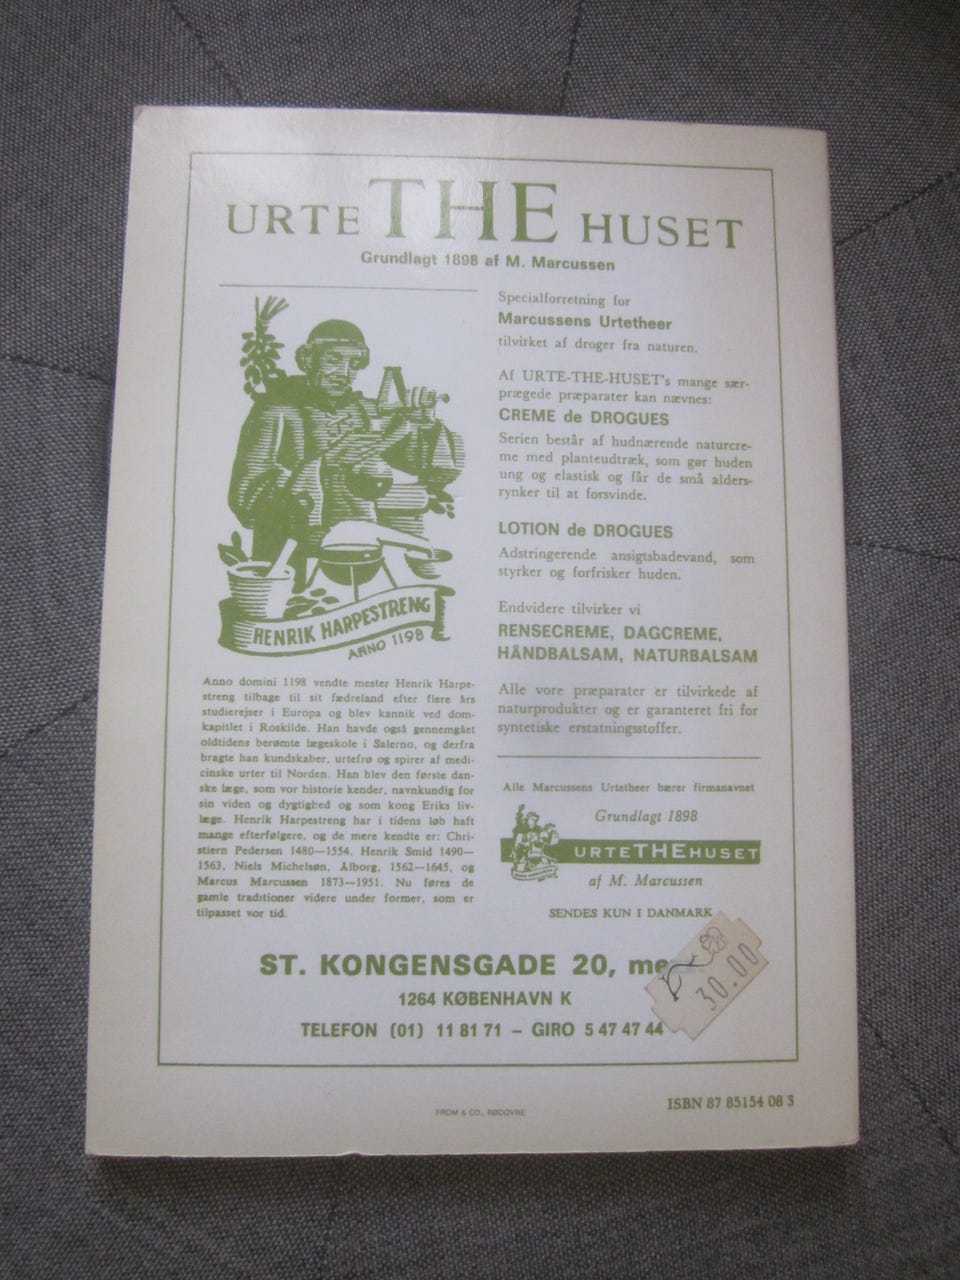 URTE THE HUSET
Grundlagt 1898 af M. Marcussen
HENRIK HARPESTRENG
ARNO 1198
Anno domini 1198 vendte mester Henrik Harpe-
streng tilbage til sit fædreland efter flere års
studierejser i Europa og blev kannik ved dom-
kapitlet i Roskilde. Han havde også gennemgået
oldtidens berømte lægeskole i Salerno, og derfra
bragte han kundskaber, urtefrø og spirer af medi-
cinske urter til Norden. Han blev den første dan-
ske læge, som vor historie kender, navnkundig for
sin viden og dygtighed og som kong Eriks liv-
læge. Henrik Harpestreng har i tidens løb haft
mange efterfølgere, og de mere kendte er: Chri-
stiern Pedersen 1480—1554. Henrik Smid 1490—
1563, Niels Michelsøn, Ålborg, 1562—1645, og
Marcus Marcussen 1873—1951. Nu føres de
gamle traditioner videre under former, som er
tilpasset vor tid.
Specialforretning for
Marcussens Urtetheer
tilvirket af droger fra naturen.
Af URTE-THE-HUSET's mange sær-
prægede præparater kan nævnes:
CREME de DROGUES
Serien består af hudnærende naturcre-
me med planteudtræk, som gør huden
ung og elastisk og får de små alders-
rynker til at forsvinde.
LOTION de DROGUES
Adstringerende ansigtsbadevand, som
styrker og forfrisker huden.
Endvidere tilvirker vi
RENSECREME, DAGCREME,
HÅNDBALSAM, NATURBALSAM
Alle vore præparater er tilvirkede af
naturprodukter og er garanteret fri for
syntetiske erstatningsstoffer.
Alle Marcussens Urtetheer bærer firmanavnet
Grundlagt 1898
URTETHEHUSET
af M. Marcussen
SENDES KUN I DANMARK
ST. KONGENSGADE 20, me
30.00
1264 KØBENHAVN K
TELEFON (01) 11 81 71 – GIRO 5 47 47 44
FROM & CO., RØDOVRE
ISBN 87 85154 08 3